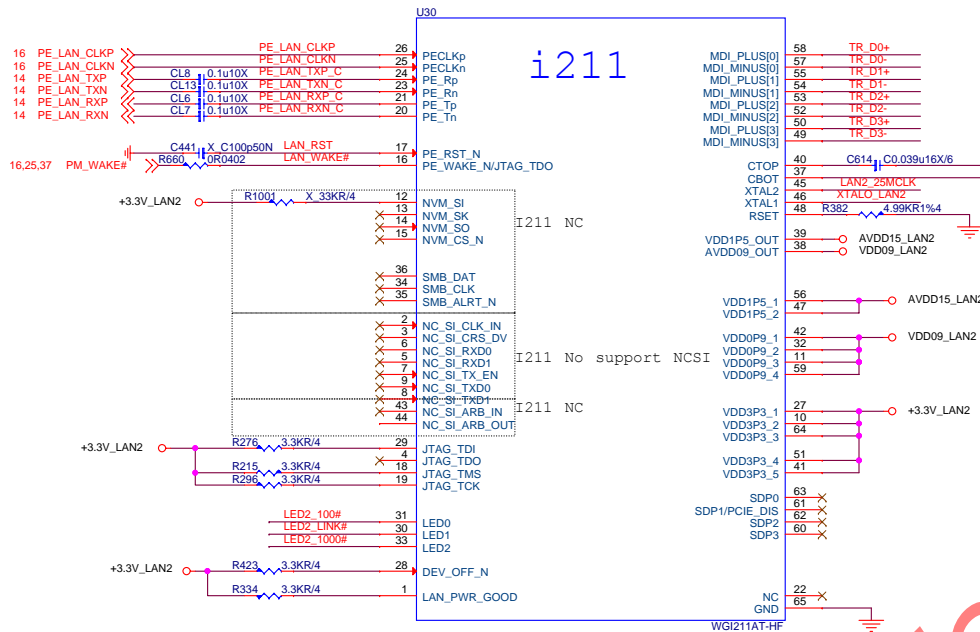 U30
i211
16 PE_LAN_CLKP PE_LAN_CLKP 26 PECLKp
16 PE_LAN_CLKN PE_LAN_CLKN 25 PECLKn
14 PE_LAN_TXP CL8 0.1u10X PE_LAN_TXP_C 24 PE_Rp
14 PE_LAN_TXN CL13 0.1u10X PE_LAN_TXN_C 23 PE_Rn
14 PE_LAN_RXP CL6 0.1u10X PE_LAN_RXP_C 21 PE_Tp
14 PE_LAN_RXN CL7 0.1u10X PE_LAN_RXN_C 20 PE_Tn
C441 X_C100p50N LAN_RST 17 PE_RST_N
16,25,37 PM_WAKE# R660 0R0402 LAN_WAKE# 16 PE_WAKE_N/JTAG_TDO
+3.3V_LAN2 R1001 X_33KR/4 12 NVM_SI
13 NVM_SK
14 NVM_SO
15 NVM_CS_N
I211 NC
36 SMB_DAT
34 SMB_CLK
35 SMB_ALRT_N
2 NC_SI_CLK_IN
3 NC_SI_CRS_DV
6 NC_SI_RXD0
5 NC_SI_RXD1
7 NC_SI_TX_EN
9 NC_SI_TXD0
8 NC_SI_TXD1
I211 No support NCSI
43 NC_SI_ARB_IN
44 NC_SI_ARB_OUT
I211 NC
+3.3V_LAN2 R276 3.3KR/4 29 JTAG_TDI
4 JTAG_TDO
R215 3.3KR/4 18 JTAG_TMS
R296 3.3KR/4 19 JTAG_TCK
LED2_100# 31 LED0
LED2_LINK# 30 LED1
LED2_1000# 33 LED2
+3.3V_LAN2 R423 3.3KR/4 28 DEV_OFF_N
R334 3.3KR/4 1 LAN_PWR_GOOD
MDI_PLUS[0] 58 TR_D0+
MDI_MINUS[0] 57 TR_D0-
MDI_PLUS[1] 55 TR_D1+
MDI_MINUS[1] 54 TR_D1-
MDI_PLUS[2] 53 TR_D2+
MDI_MINUS[2] 52 TR_D2-
MDI_PLUS[3] 50 TR_D3+
MDI_MINUS[3] 49 TR_D3-
CTOP 40 C614 C0.039u16X/6
CBOT 37
XTAL2 45 LAN2_25MCLK
XTAL1 46 XTALO_LAN2
RSET 48 R382 4.99KR1%4
VDD1P5_OUT 39 AVDD15_LAN2
AVDD09_OUT 38 VDD09_LAN2
VDD1P5_1 56 AVDD15_LAN2
VDD1P5_2 47
VDD0P9_1 42 VDD09_LAN2
VDD0P9_2 32
VDD0P9_3 11
VDD0P9_4 59
VDD3P3_1 27 +3.3V_LAN2
VDD3P3_2 10
VDD3P3_3 64
VDD3P3_4 51
VDD3P3_5 41
SDP0 63
SDP1/PCIE_DIS 61
SDP2 62
SDP3 60
NC 22
GND 65
WGI211AT-HF